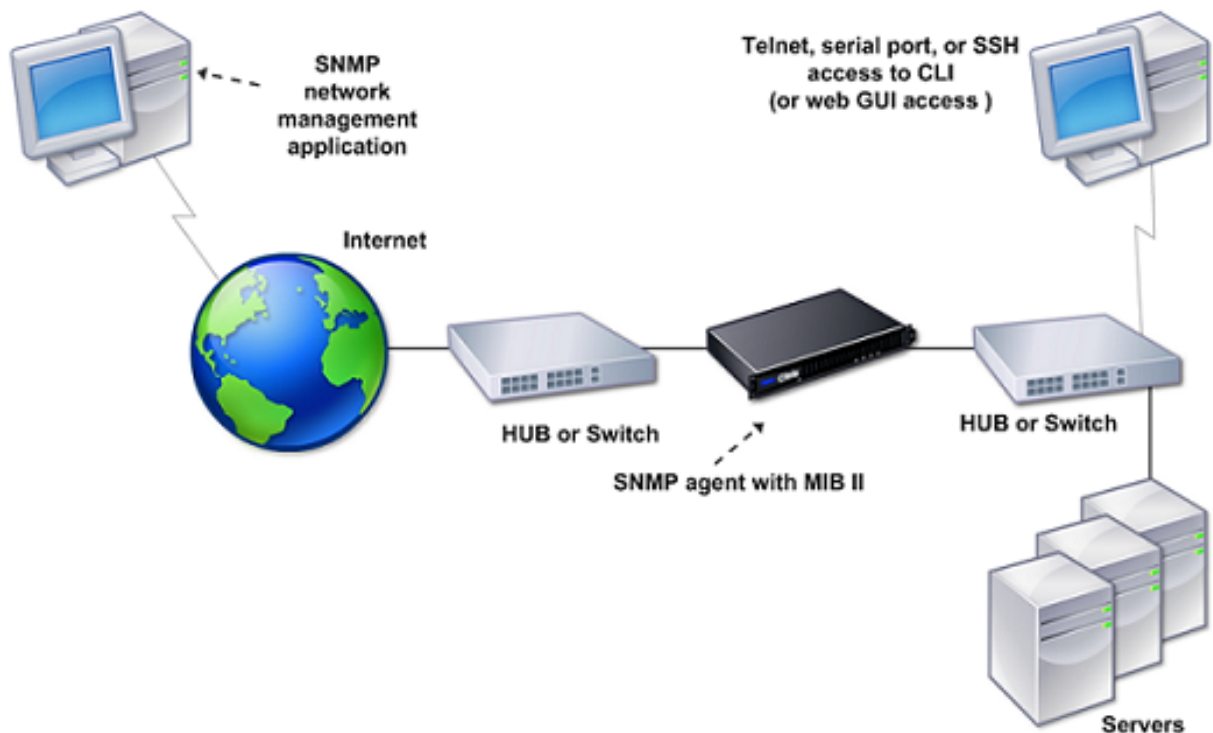 SNMP
network
management
application
Telnet, serial port, or SSH
access to CLI
(or web GUI access )
Internet
HUB or Switch
HUB or Switch
SNMP agent with MIB II
Servers